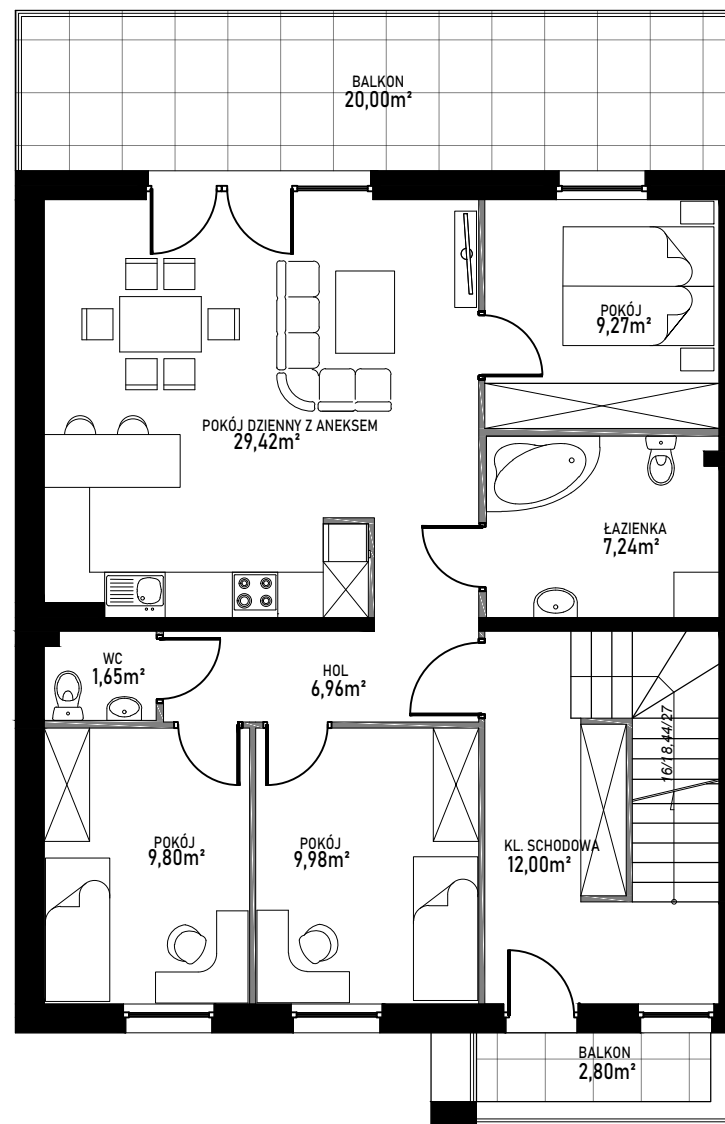 BALKON
20,00m²
POKÓJ
9,27m²
POKÓJ DZIENNY Z ANEKSEM
29,42m²
ŁAZIENKA
7,24m²
WC
1,65m²
HOL
6,96m²
16/18,44/27
POKÓJ
9,80m²
POKÓJ
9,98m²
KL. SCHODOWA
12,00m²
BALKON
2,80m²